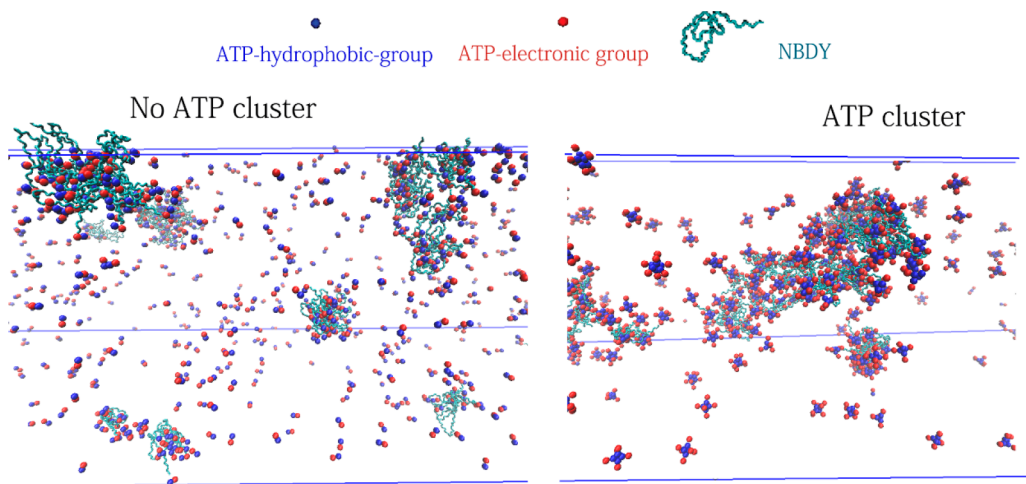 ATP-hydrophobic-group
ATP-electronic group
NBDY
No ATP cluster
ATP cluster